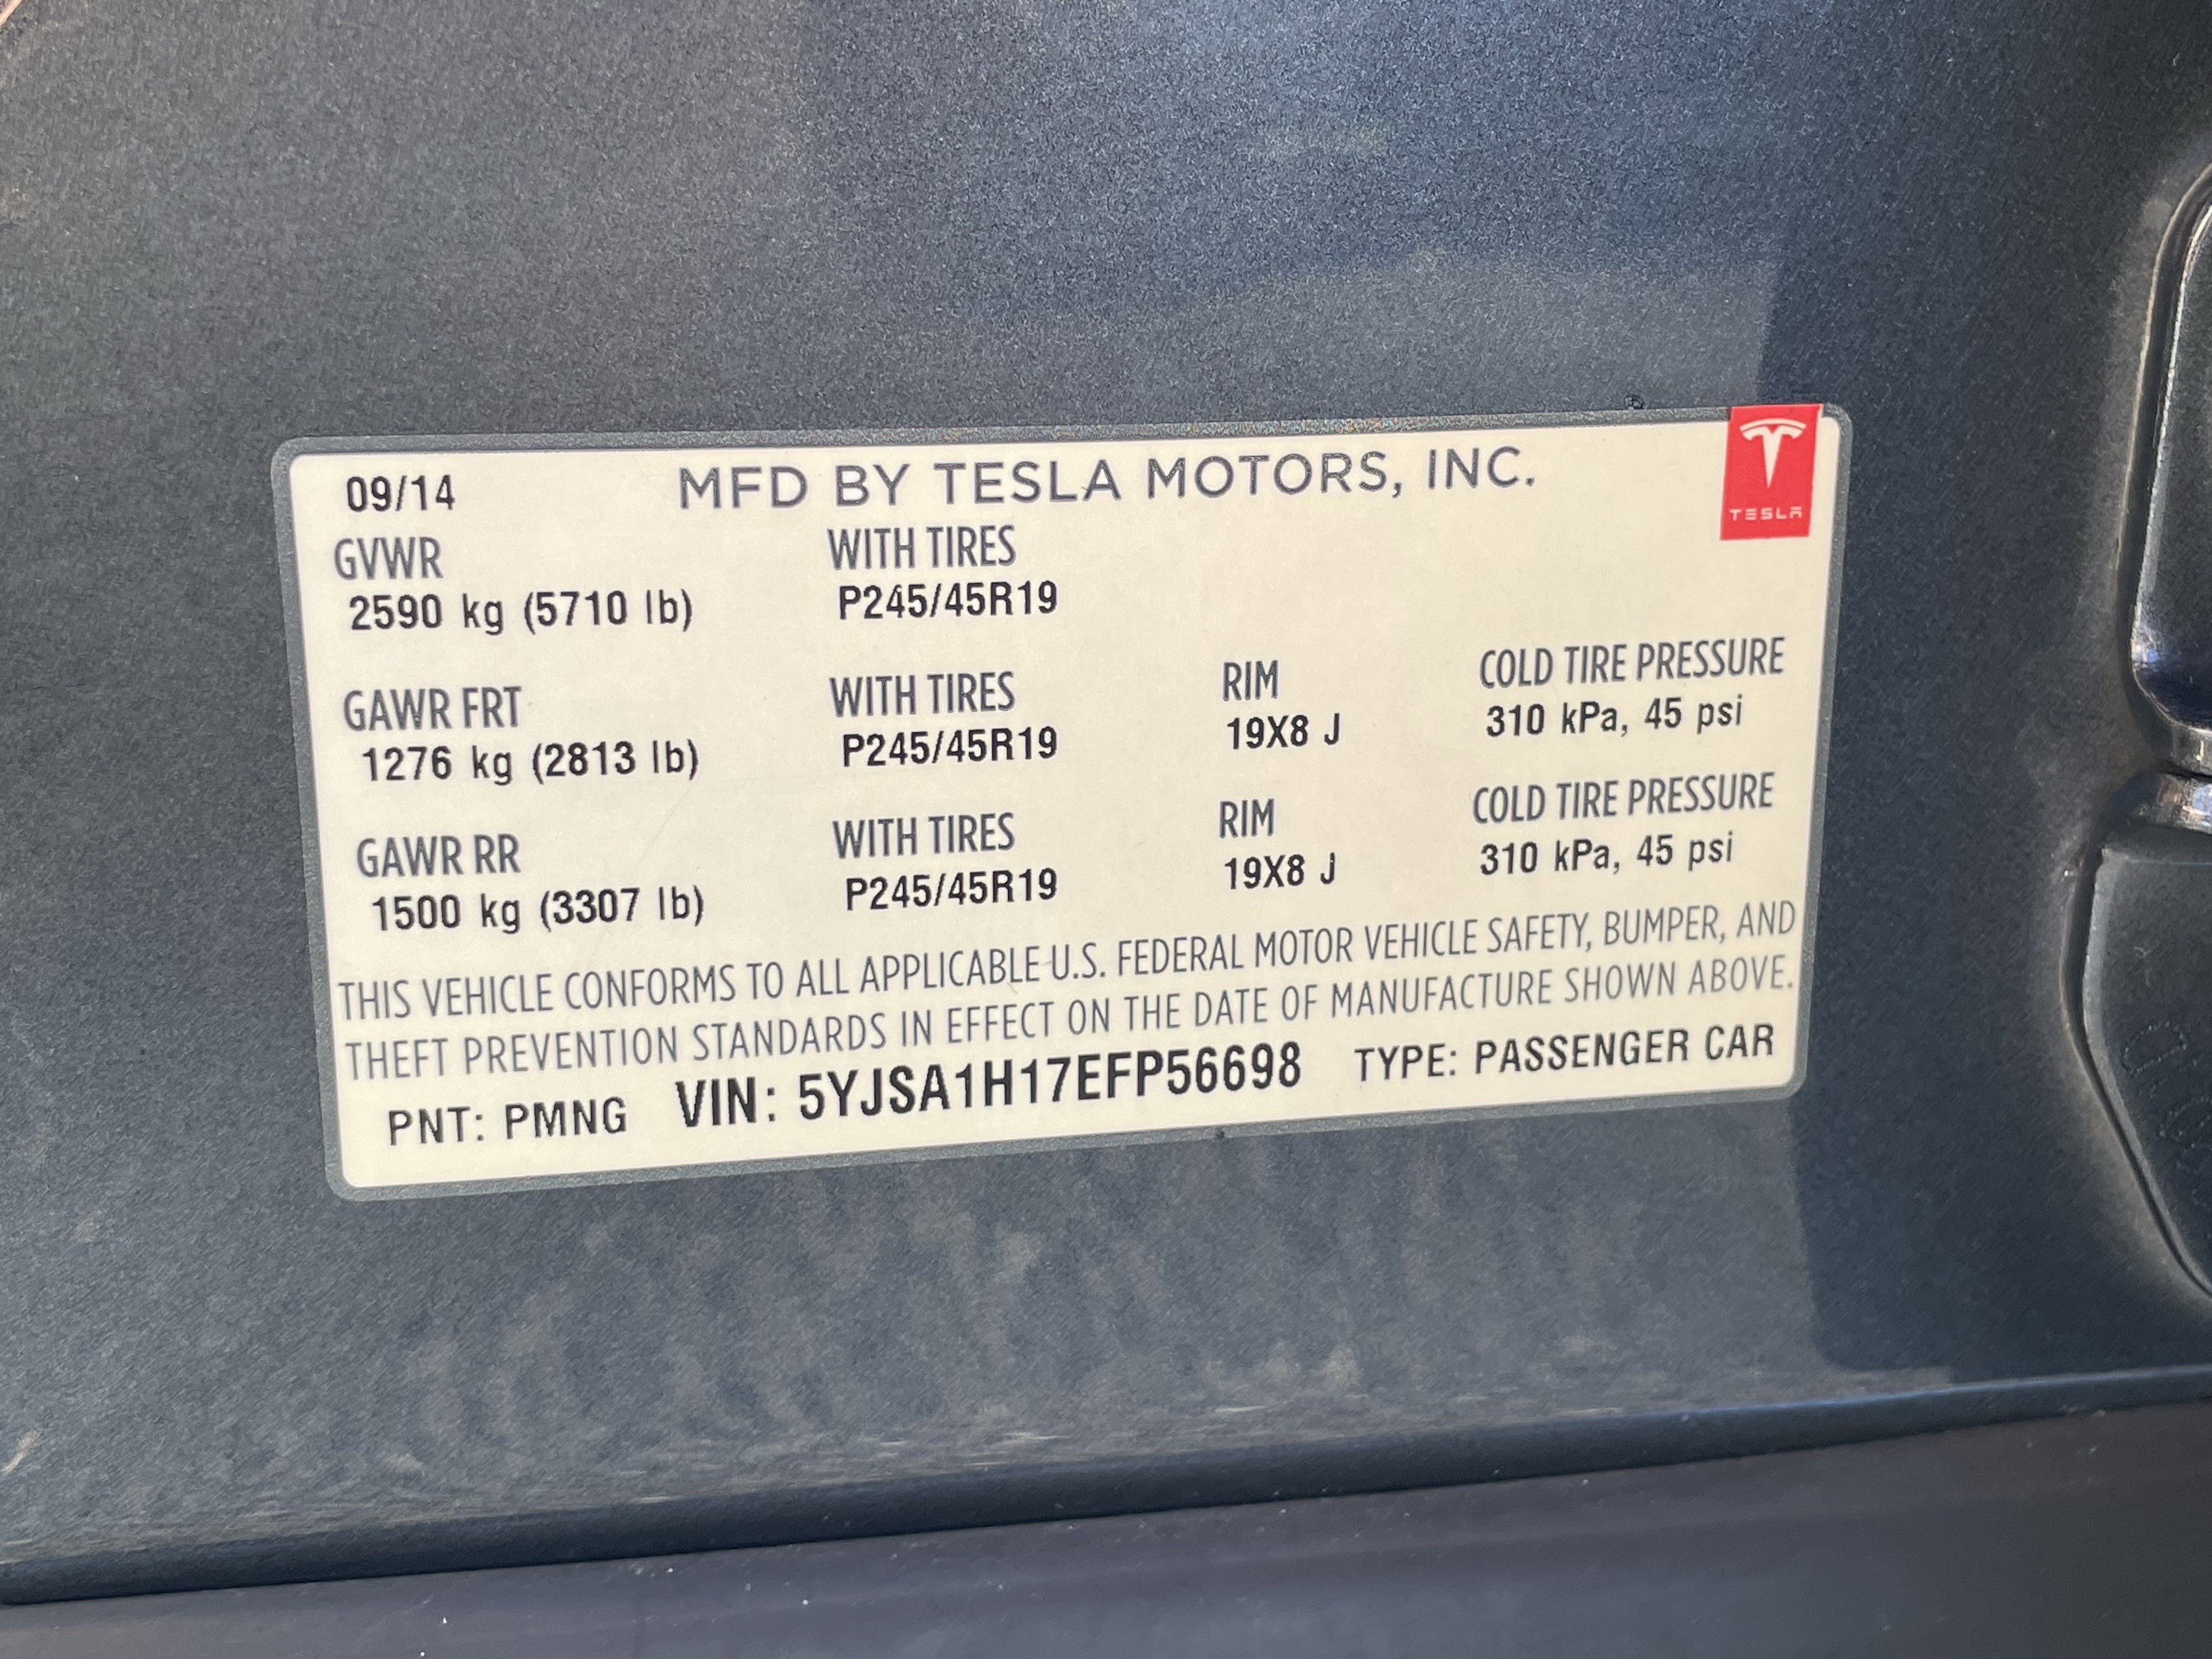 09/14 MFD BY TESLA MOTORS, INC.
TESLA
GVWR WITH TIRES
2590 kg (5710 lb) P245/45R19
GAWR FRT WITH TIRES RIM COLD TIRE PRESSURE
1276 kg (2813 lb) P245/45R19 19X8 J 310 kPa, 45 psi
GAWR RR WITH TIRES RIM COLD TIRE PRESSURE
1500 kg (3307 lb) P245/45R19 19X8 J 310 kPa, 45 psi
THIS VEHICLE CONFORMS TO ALL APPLICABLE U.S. FEDERAL MOTOR VEHICLE SAFETY, BUMPER, AND
THEFT PREVENTION STANDARDS IN EFFECT ON THE DATE OF MANUFACTURE SHOWN ABOVE.
PNT: PMNG VIN: 5YJSA1H17EFP56698 TYPE: PASSENGER CAR